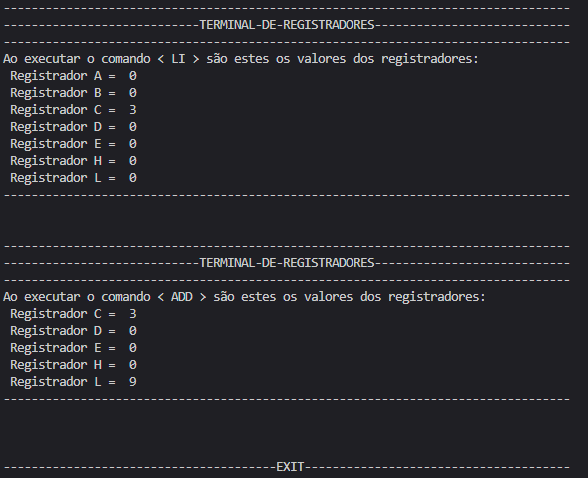 ---------------------------------------------------------------------------------
----------------------------TERMINAL-DE-REGISTRADORES----------------------------
---------------------------------------------------------------------------------
Ao executar o comando < LI > são estes os valores dos registradores:
Registrador A =  0
Registrador B =  0
Registrador C =  3
Registrador D =  0
Registrador E =  0
Registrador H =  0
Registrador L =  0
---------------------------------------------------------------------------------
---------------------------------------------------------------------------------
----------------------------TERMINAL-DE-REGISTRADORES----------------------------
---------------------------------------------------------------------------------
Ao executar o comando < ADD > são estes os valores dos registradores:
Registrador C =  3
Registrador D =  0
Registrador E =  0
Registrador H =  0
Registrador L =  9
---------------------------------------------------------------------------------
---------------------------------------EXIT--------------------------------------